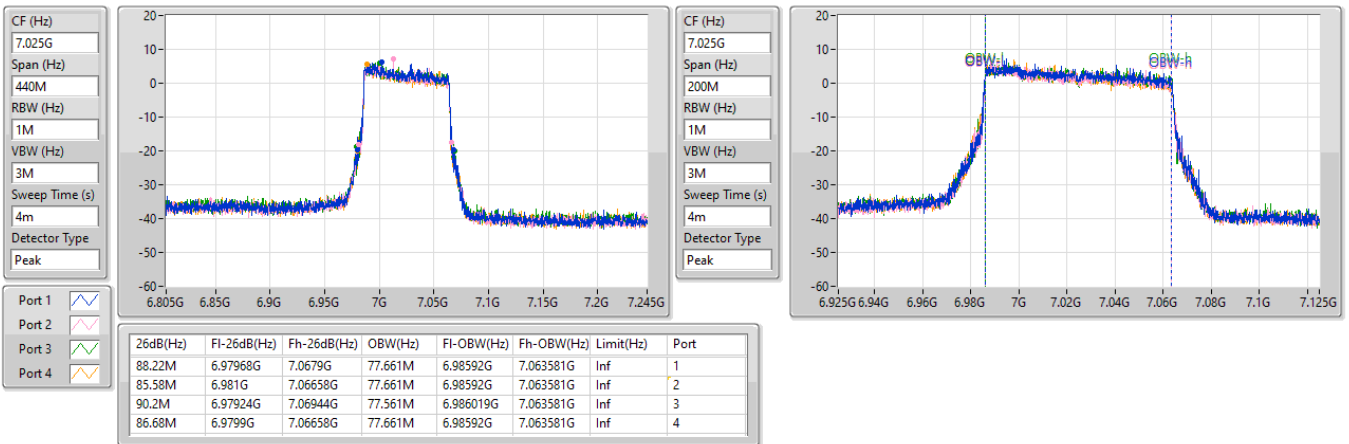 CF (Hz)
7.025G
Span (Hz)
440M
RBW (Hz)
1M
VBW (Hz)
3M
Sweep Time (s)
4m
Detector Type
Peak
20
10
0
-10
-20
-30
-40
-50
-60
6.805G 6.85G 6.9G 6.95G 7G 7.05G 7.1G 7.15G 7.2G 7.245G
CF (Hz)
7.025G
Span (Hz)
200M
RBW (Hz)
1M
VBW (Hz)
3M
Sweep Time (s)
4m
Detector Type
Peak
20
10
0
-10
-20
-30
-40
-50
-60
OBW-l OBW-h
6.925G 6.94G 6.96G 6.98G 7G 7.02G 7.04G 7.06G 7.08G 7.1G 7.125G
Port 1
Port 2
Port 3
Port 4
26dB(Hz) Fl-26dB(Hz) Fh-26dB(Hz) OBW(Hz) Fl-OBW(Hz) Fh-OBW(Hz) Limit(Hz) Port
88.22M 6.97968G 7.0679G 77.661M 6.98592G 7.063581G Inf 1
85.58M 6.981G 7.06658G 77.661M 6.98592G 7.063581G Inf 2
90.2M 6.97924G 7.06944G 77.561M 6.986019G 7.063581G Inf 3
86.68M 6.9799G 7.06658G 77.661M 6.98592G 7.063581G Inf 4